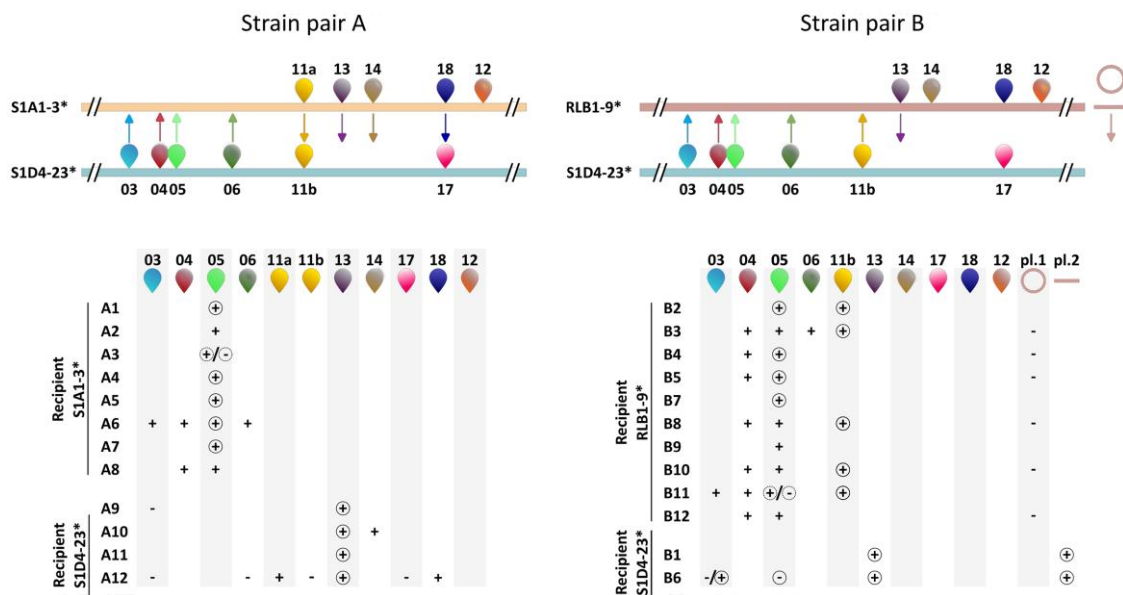 Strain pair A
11a 13 14 18 12
S1A1-3*
S1D4-23*
03 04 05 06 11b 17
03 04 05 06 11a 11b 13 14 17 18 12
Recipient
S1A1-3*
A1 +
A2 +
A3 +/-
A4 +
A5 +
A6 + + + +
A7 +
A8 + +
Recipient
S1D4-23*
A9 - +
A10 + +
A11 +
A12 - - + - + - +
Strain pair B
13 14 18 12
RLB1-9*
S1D4-23*
03 04 05 06 11b 17
03 04 05 06 11b 13 14 17 18 12 pl.1 pl.2
Recipient
RLB1-9*
B2 + +
B3 + + + + -
B4 + + -
B5 + + -
B7 +
B8 + + + -
B9 +
B10 + + + -
B11 + + +/- +
B12 + + -
Recipient
S1D4-23*
B1 + +
B6 -/+ - + +